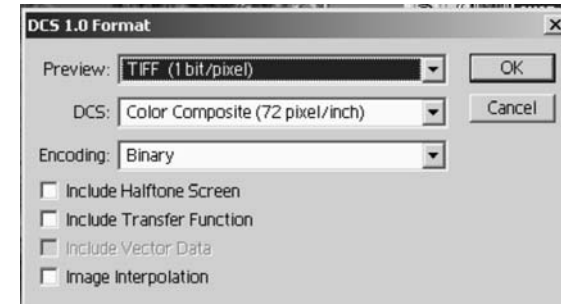 DCS 1.0 Format
Preview: TIFF (1 bit/pixel) OK
DCS: Color Composite (72 pixel/inch) Cancel
Encoding: Binary
Include Halftone Screen
Include Transfer Function
Include Vector Data
Image Interpolation